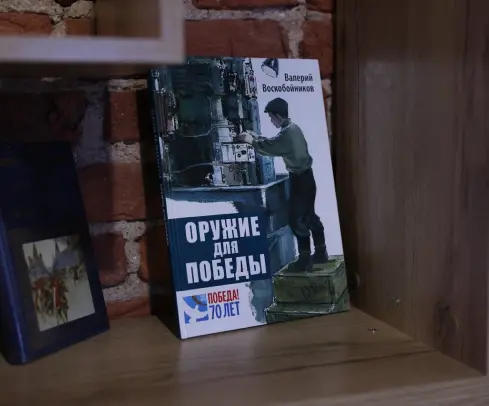 Валерий
Воскобойников
ОРУЖИЕ
ДЛЯ
ПОБЕДЫ
ПОБЕДА!
70 ЛЕТ